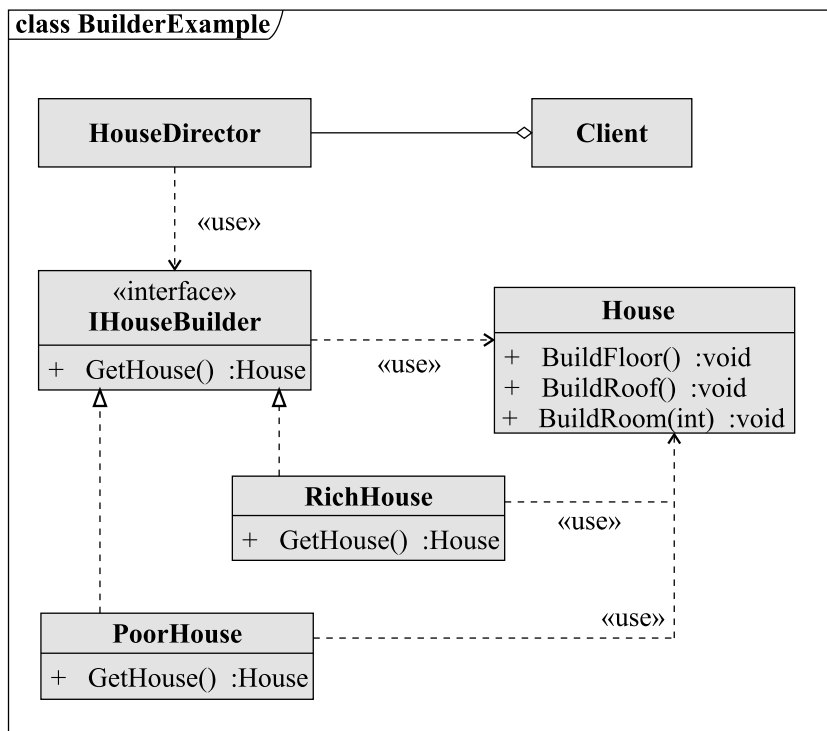 class BuilderExample
HouseDirector
Client
«use»
«interface»
IHouseBuilder
+ GetHouse() :House
«use»
House
+ BuildFloor() :void
+ BuildRoof() :void
+ BuildRoom(int) :void
RichHouse
+ GetHouse() :House
«use»
PoorHouse
+ GetHouse() :House
«use»